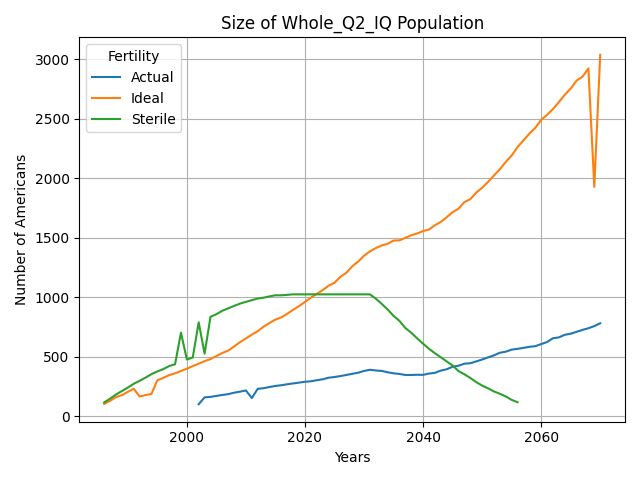 Size of Whole_Q2_IQ Population
Fertility
Actual
Ideal
Sterile
Number of Americans
3000
2500
2000
1500
1000
500
0
2000
2020
2040
2060
Years